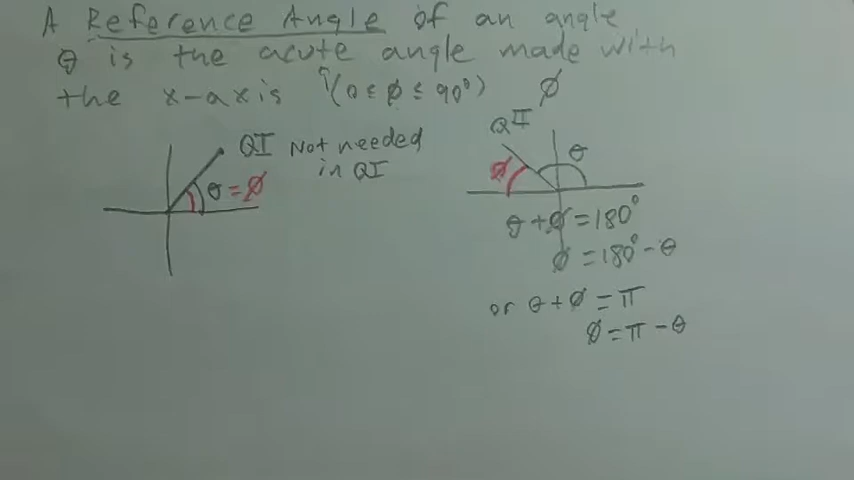 A Reference Angle of an angle
θ is the acute angle made with
the x-axis (0 ≤ ϕ ≤ 90°) ϕ
QI Not needed
in QI
θ = ϕ
QII
ϕ θ
θ + ϕ = 180°
ϕ = 180° - θ
or θ + ϕ = π
ϕ = π - θ